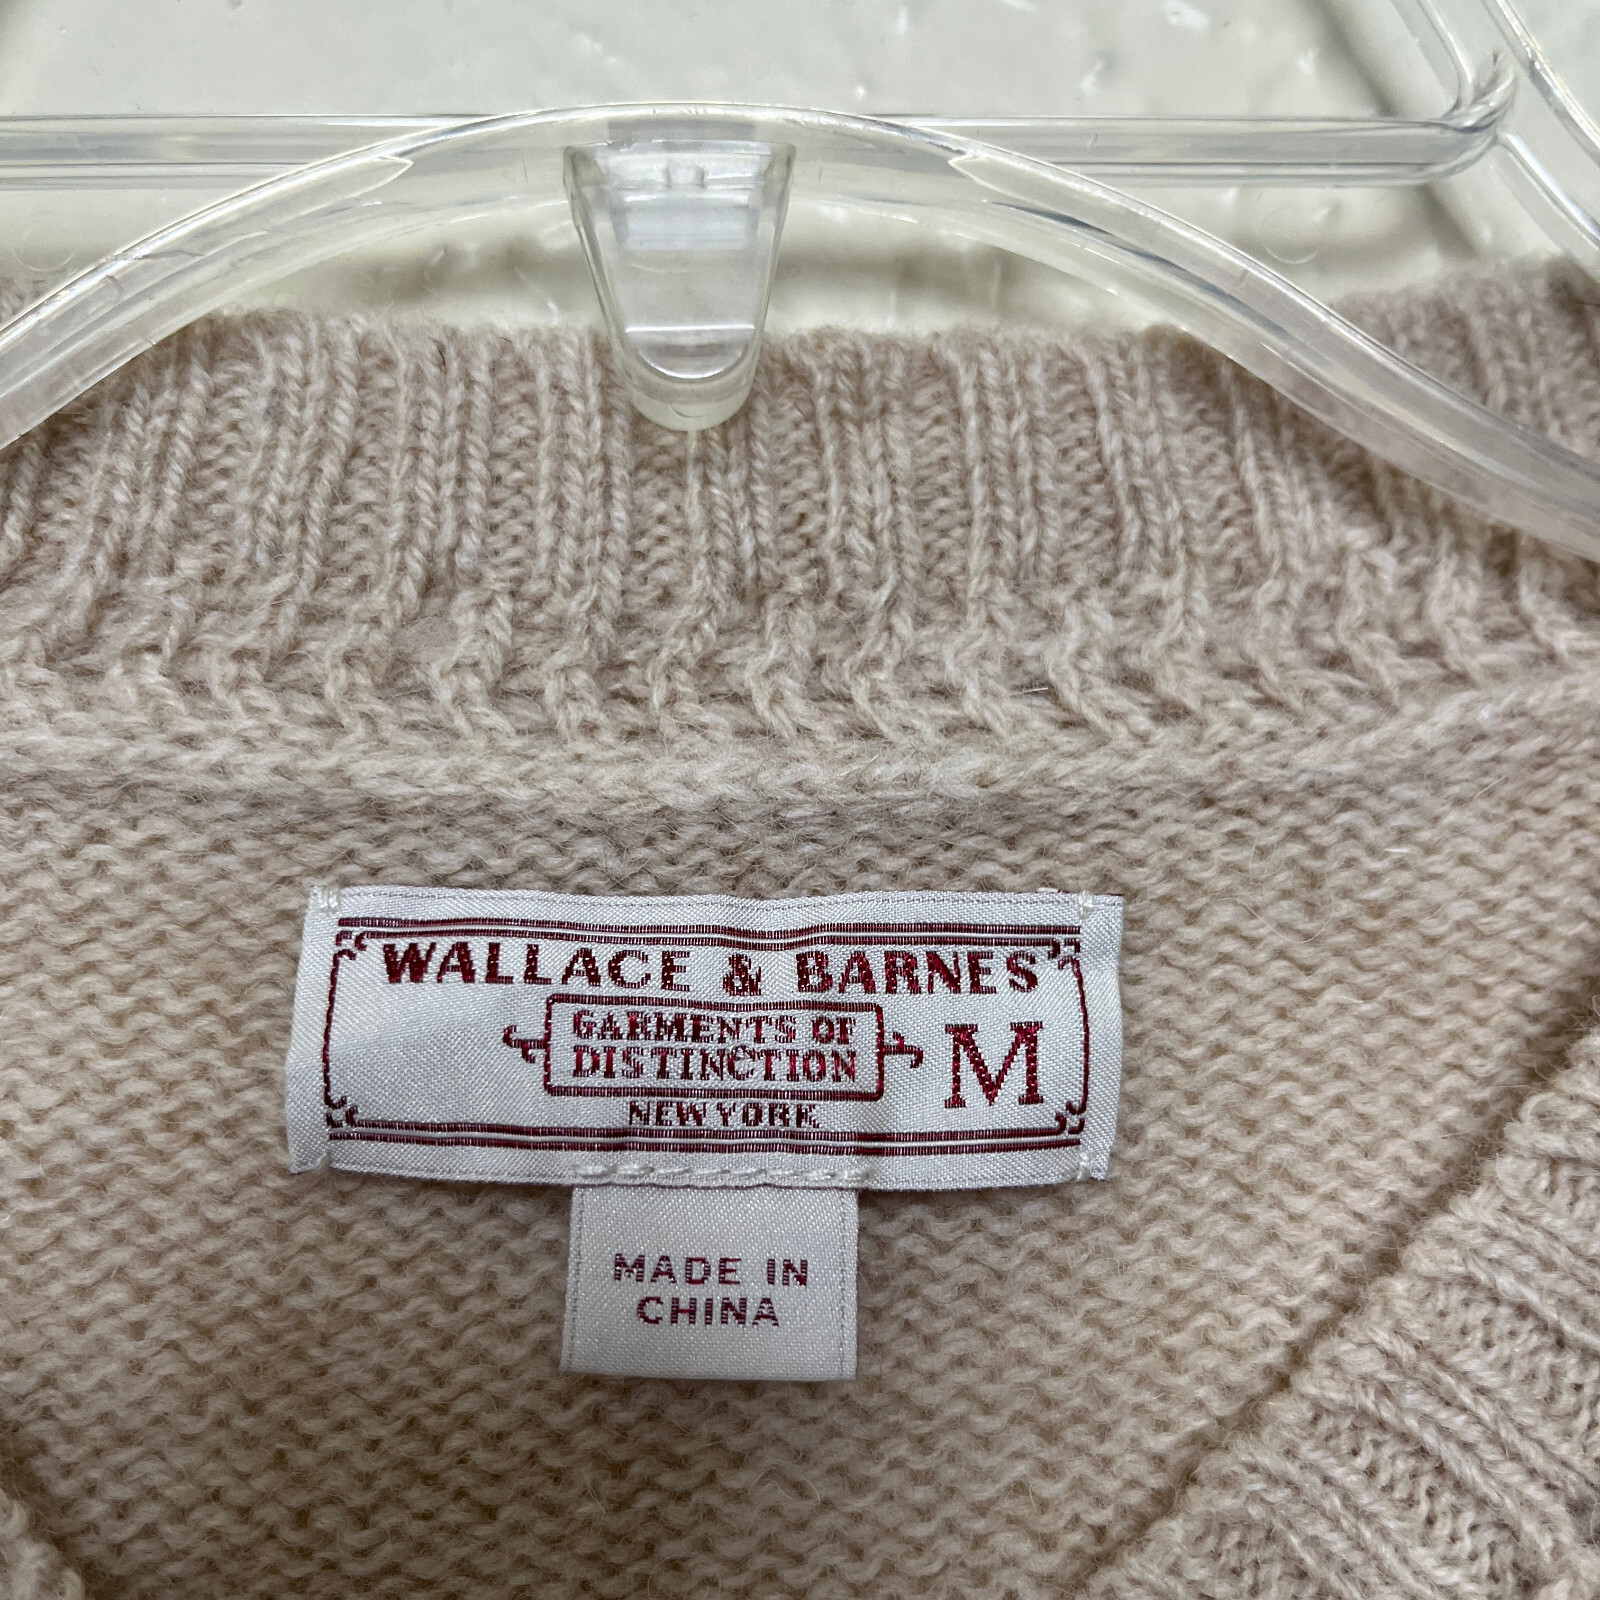 WALLACE & BARNES
GARMENTS OF
DISTINCTION
M
NEW YORK
MADE IN
CHINA